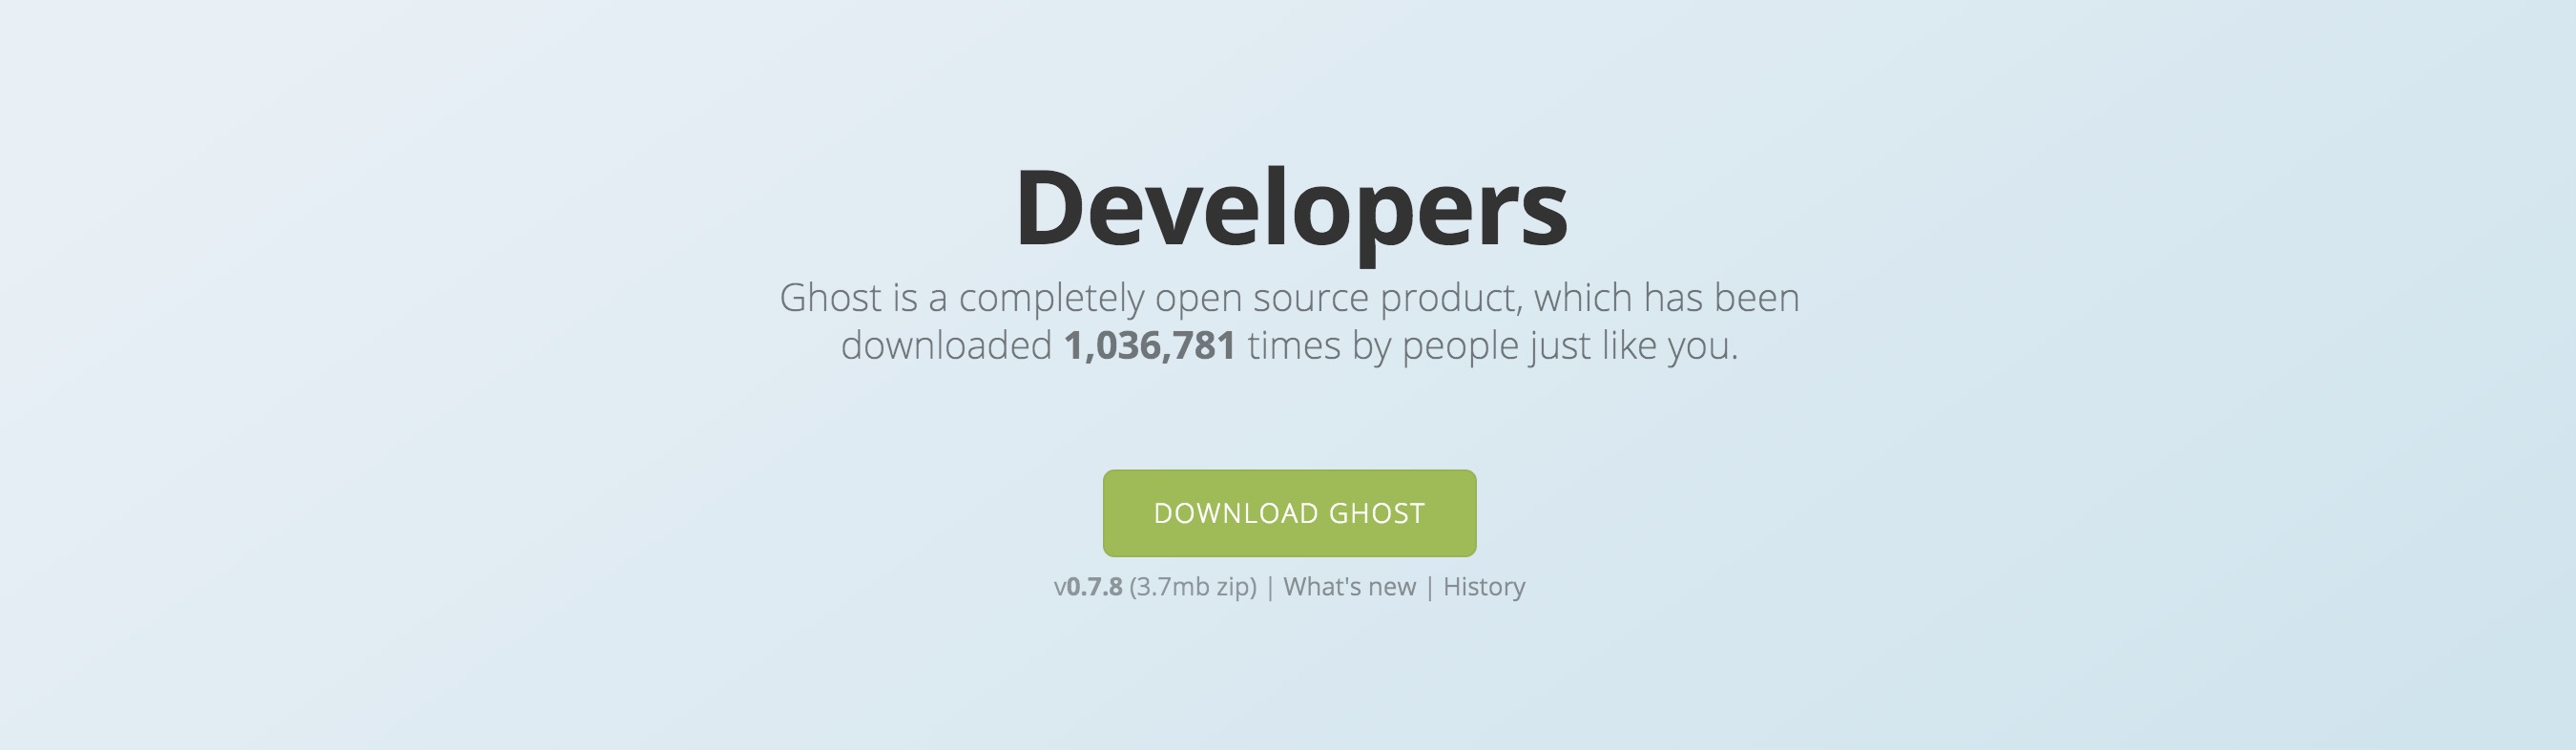 Developers
Ghost is a completely open source product, which has been
downloaded 1,036,781 times by people just like you.
DOWNLOAD GHOST
v0.7.8 (3.7mb zip) | What's new | History